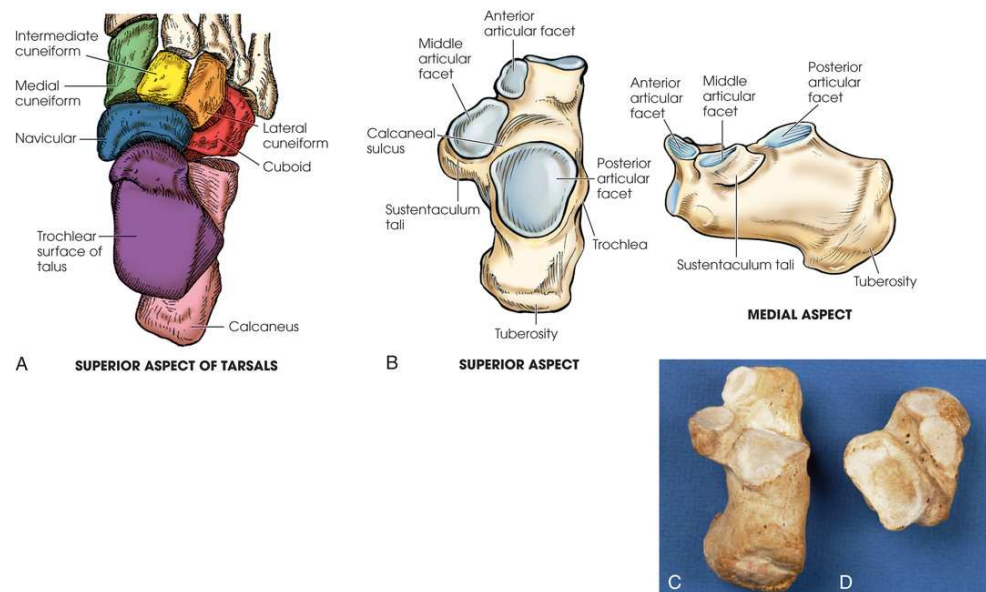 Intermediate
cuneiform
Medial
cuneiform
Navicular
Lateral
cuneiform
Cuboid
Trochlear
surface of
talus
Calcaneus
A
SUPERIOR ASPECT OF TARSALS
Anterior
articular facet
Middle
articular
facet
Calcaneal
sulcus
Posterior
articular
facet
Sustentaculum
tali
Trochlea
Tuberosity
B
SUPERIOR ASPECT
Anterior
articular
facet
Middle
articular
facet
Posterior
articular
facet
Sustentaculum tali
Tuberosity
MEDIAL ASPECT
C
D